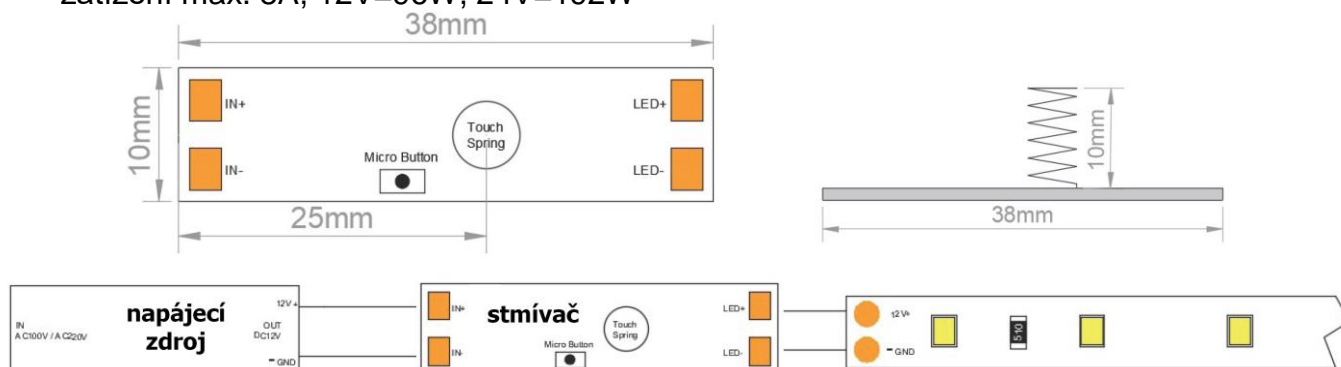 38mm
10mm
IN+
IN-
Touch
Spring
Micro Button
LED+
LED-
25mm
10mm
38mm
IN
AC100V / AC220V
napájecí
zdroj
12V +
OUT
DC12V
- GND
IN+
IN-
stmívač
Touch
Spring
Micro Button
LED+
LED-
12V+
- GND
510